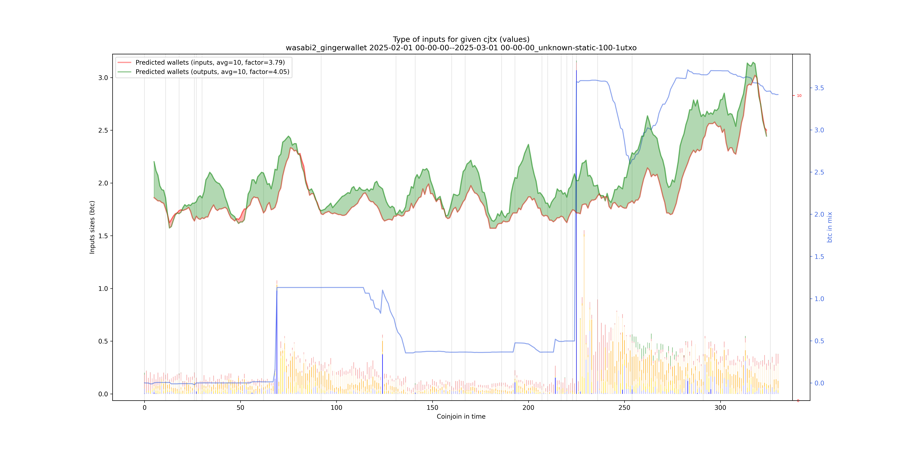 Type of inputs for given cjtx (values)
wasabi2_gingerwallet 2025-02-01 00-00-00--2025-03-01 00-00-00_unknown-static-100-1utxo
Predicted wallets (inputs, avg=10, factor=3.79)
Predicted wallets (outputs, avg=10, factor=4.05)
Inputs sizes (btc)
3.0
2.5
2.0
1.5
1.0
0.5
0.0
0 50 100 150 200 250 300
Coinjoin in time
3.5
3.0
2.5
2.0
1.5
1.0
0.5
0.0
btc in mix